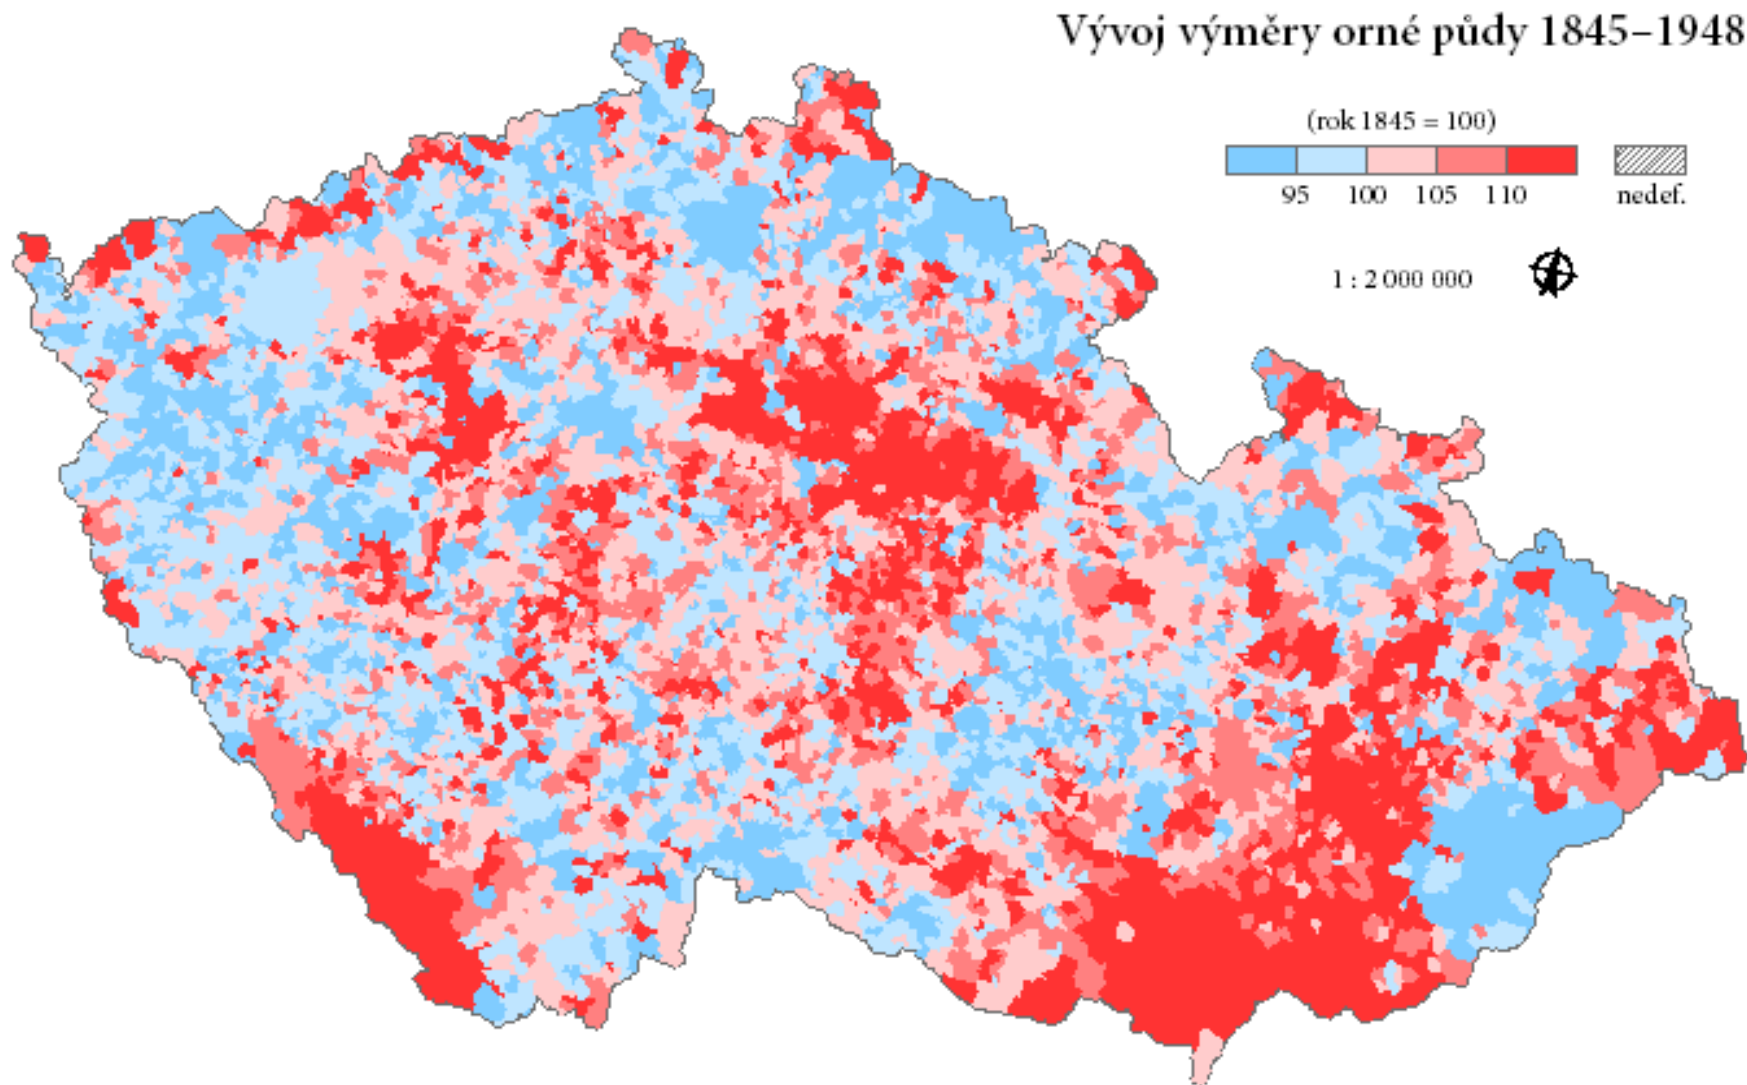 Vývoj výměry orné půdy 1845–1948
(rok 1845 = 100)
95 100 105 110 nedef.
1 : 2 000 000